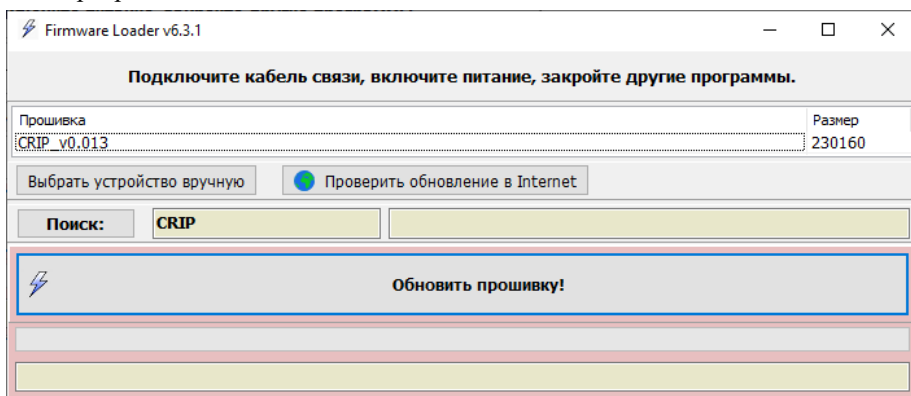 Firmware Loader v6.3.1
Подключите кабель связи, включите питание, закройте другие программы.
Прошивка Размер
CRIP_v0.013 230160
Выбрать устройство вручную Проверить обновление в Internet
Поиск: CRIP
Обновить прошивку!